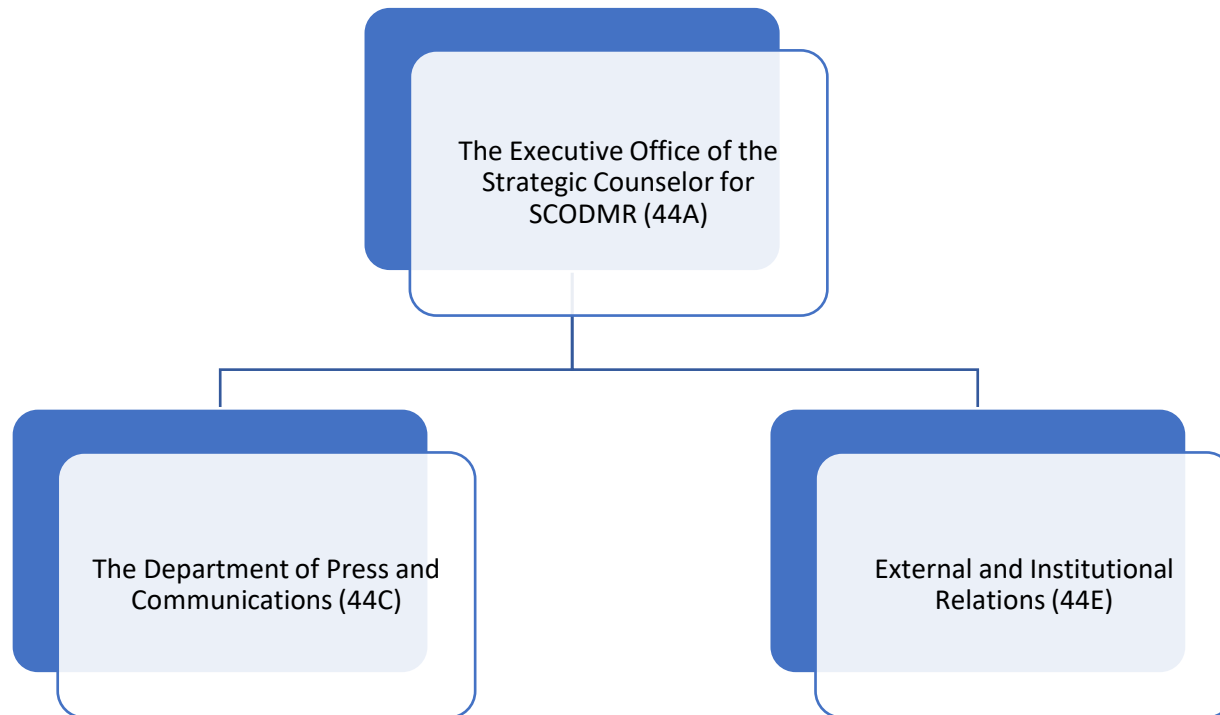 The Executive Office of the
Strategic Counselor for
SCODMR (44A)
The Department of Press and
Communications (44C)
External and Institutional
Relations (44E)